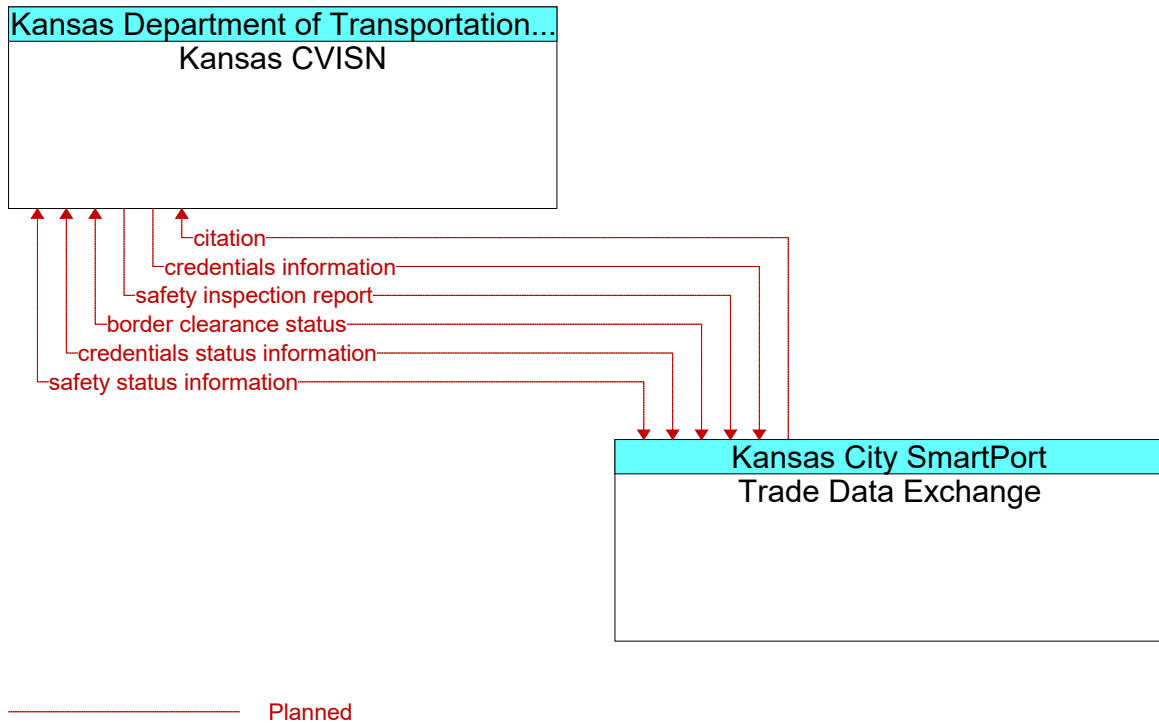 Kansas Department of Transportation...
Kansas CVISN
citation
credentials information
safety inspection report
border clearance status
credentials status information
safety status information
Kansas City SmartPort
Trade Data Exchange
Planned